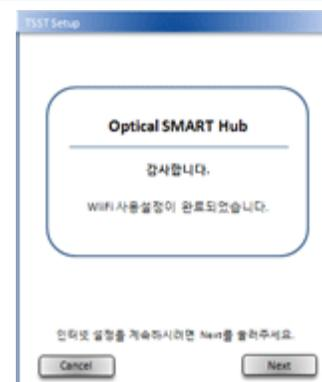 TSST Setup
Optical SMART Hub
감사합니다.
WiFi 사용설정이 완료되었습니다.
인터넷 설정을 계속하시려면 Next를 눌러주세요.
Cancel
Next